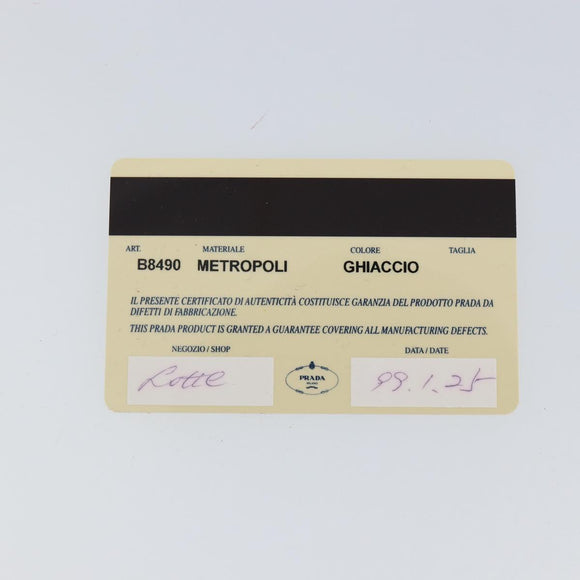 ART. MATERIALE COLORE TAGLIA
B8490 METROPOLI GHIACCIO
IL PRESENTE CERTIFICATO DI AUTENTICITÀ COSTITUISCE GARANZIA DEL PRODOTTO PRADA DA
DIFETTI DI FABBRICAZIONE.
THIS PRADA PRODUCT IS GRANTED A GUARANTEE COVERING ALL MANUFACTURING DEFECTS.
NEGOZIO / SHOP DATA / DATE
Lotte PRADA 99.1.25
MILANO